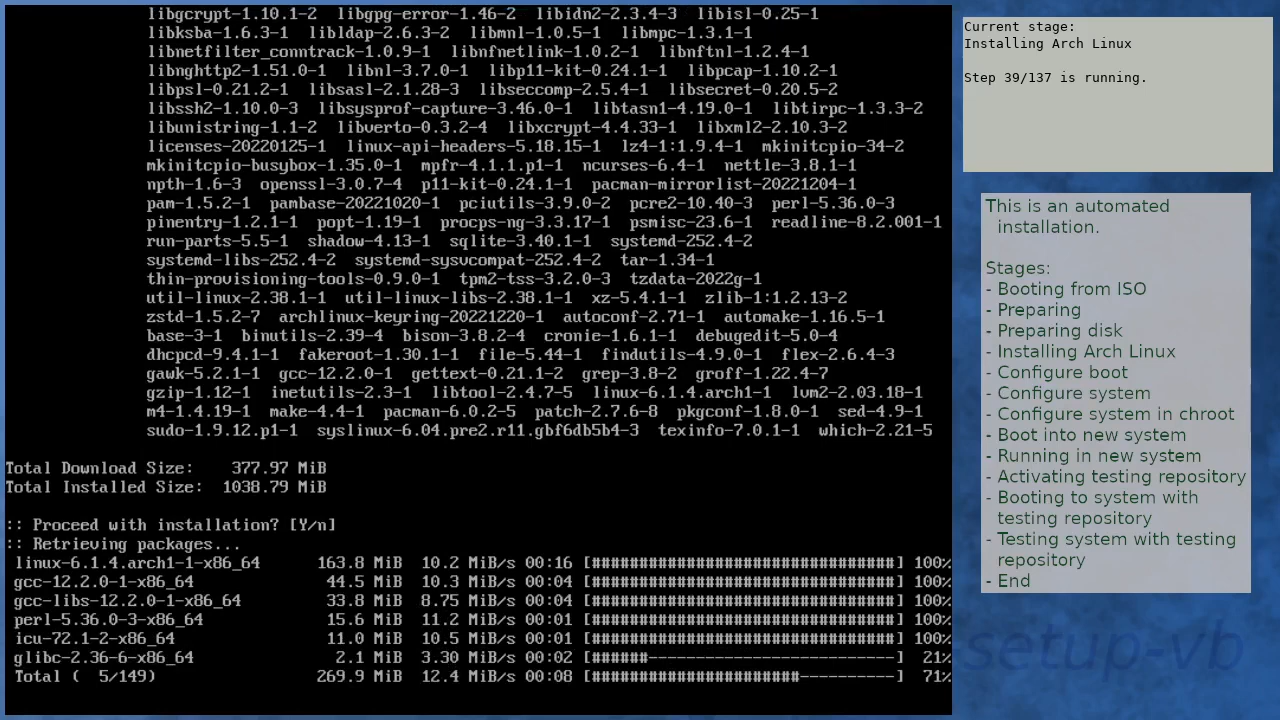 libgcrypt-1.10.1-2  libgpg-error-1.46-2  libidn2-2.3.4-3  libisl-0.25-1
libksba-1.6.3-1  libldap-2.6.3-2  libmnl-1.0.5-1  libmpc-1.3.1-1
libnetfilter_conntrack-1.0.9-1  libnfnetlink-1.0.2-1  libnftnl-1.2.4-1
libnghttp2-1.51.0-1  libnl-3.7.0-1  libp11-kit-0.24.1-1  libpcap-1.10.2-1
libpsl-0.21.2-1  libsasl-2.1.28-3  libseccomp-2.5.4-1  libsecret-0.20.5-2
libssh2-1.10.0-3  libsysprof-capture-3.46.0-1  libtasn1-4.19.0-1  libtirpc-1.3.3-2
libunistring-1.1-2  libverto-0.3.2-4  libxcrypt-4.4.33-1  libxml2-2.10.3-2
licenses-20220125-1  linux-api-headers-5.18.15-1  lz4-1:1.9.4-1  mkinitcpio-34-2
mkinitcpio-busybox-1.35.0-1  mpfr-4.1.1.p1-1  ncurses-6.4-1  nettle-3.8.1-1
npth-1.6-3  openssl-3.0.7-4  p11-kit-0.24.1-1  pacman-mirrorlist-20221204-1
pam-1.5.2-1  pambase-20221020-1  pciutils-3.9.0-2  pcre2-10.40-3  perl-5.36.0-3
pinentry-1.2.1-1  popt-1.19-1  procps-ng-3.3.17-1  psmisc-23.6-1  readline-8.2.001-1
run-parts-5.5-1  shadow-4.13-1  sqlite-3.40.1-1  systemd-252.4-2
systemd-libs-252.4-2  systemd-sysvcompat-252.4-2  tar-1.34-1
thin-provisioning-tools-0.9.0-1  tpm2-tss-3.2.0-3  tzdata-2022g-1
util-linux-2.38.1-1  util-linux-libs-2.38.1-1  xz-5.4.1-1  zlib-1:1.2.13-2
zstd-1.5.2-7  archlinux-keyring-20221220-1  autoconf-2.71-1  automake-1.16.5-1
base-3-1  binutils-2.39-4  bison-3.8.2-4  cronie-1.6.1-1  debugedit-5.0-4
dhcpcd-9.4.1-1  fakeroot-1.30.1-1  file-5.44-1  findutils-4.9.0-1  flex-2.6.4-3
gawk-5.2.1-1  gcc-12.2.0-1  gettext-0.21.1-2  grep-3.8-2  groff-1.22.4-7
gzip-1.12-1  inetutils-2.3-1  libtool-2.4.7-5  linux-6.1.4.arch1-1  lvm2-2.03.18-1
m4-1.4.19-1  make-4.4-1  pacman-6.0.2-5  patch-2.7.6-8  pkgconf-1.8.0-1  sed-4.9-1
sudo-1.9.12.p1-1  syslinux-6.04.pre2.r11.gbf6db5b4-3  texinfo-7.0.1-1  which-2.21-5
Total Download Size:    377.97 MiB
Total Installed Size:  1038.79 MiB
:: Proceed with installation? [Y/n]
:: Retrieving packages...
linux-6.1.4.arch1-1-x86_64      163.8 MiB  10.2 MiB/s 00:16 [################################] 100%
gcc-12.2.0-1-x86_64              44.5 MiB  10.3 MiB/s 00:04 [################################] 100%
gcc-libs-12.2.0-1-x86_64         33.8 MiB  8.75 MiB/s 00:04 [################################] 100%
perl-5.36.0-3-x86_64             15.6 MiB  11.2 MiB/s 00:01 [################################] 100%
icu-72.1-2-x86_64                11.0 MiB  10.5 MiB/s 00:01 [################################] 100%
glibc-2.36-6-x86_64               2.1 MiB  3.30 MiB/s 00:02 [######--------------------------]  21%
Total (  5/149)                 269.9 MiB  12.4 MiB/s 00:08 [######################----------]  71%
Current stage:
Installing Arch Linux
Step 39/137 is running.
This is an automated
installation.
Stages:
- Booting from ISO
- Preparing
- Preparing disk
- Installing Arch Linux
- Configure boot
- Configure system
- Configure system in chroot
- Boot into new system
- Running in new system
- Activating testing repository
- Booting to system with
testing repository
- Testing system with testing
repository
- End
setup-vb